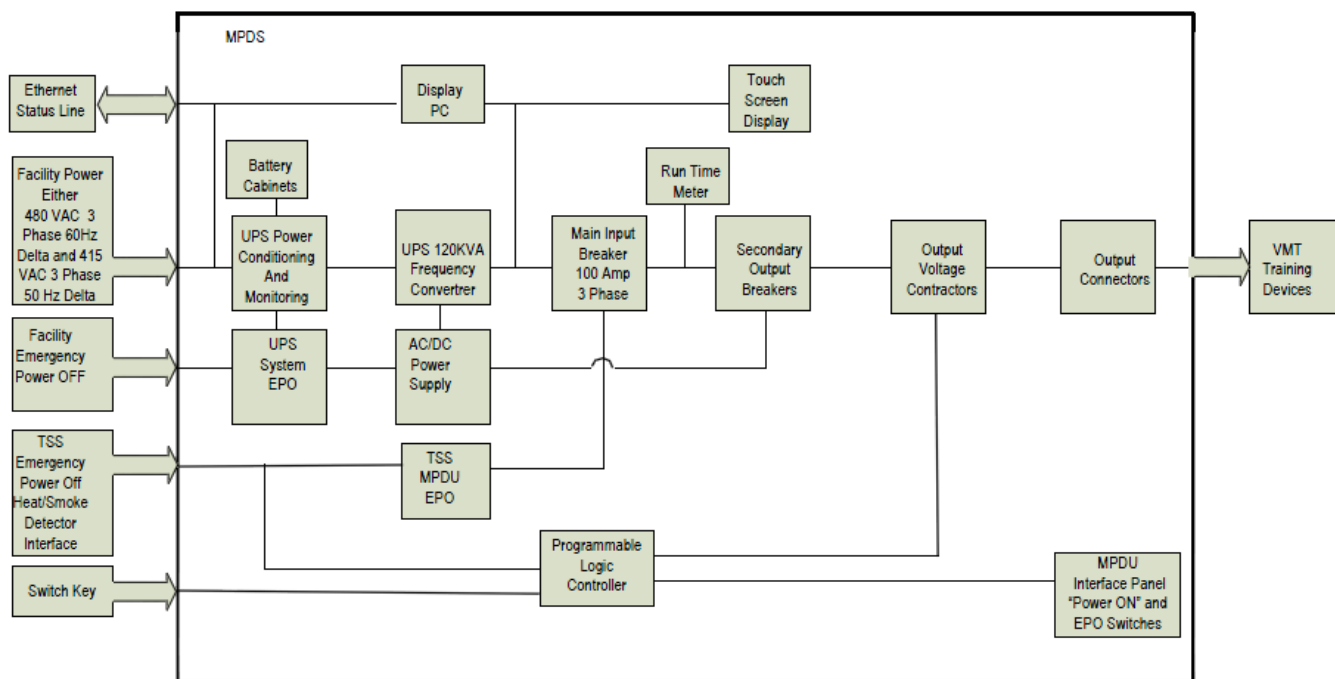 MPDS
Ethernet
Status Line
Display
PC
Touch
Screen
Display
Facility Power
Either
480 VAC 3
Phase 60Hz
Delta and 415
VAC 3 Phase
50 Hz Delta
Battery
Cabinets
Run Time
Meter
UPS Power
Conditioning
And
Monitoring
UPS 120KVA
Frequency
Convertrer
Main Input
Breaker
100 Amp
3 Phase
Secondary
Output
Breakers
Output
Voltage
Contractors
Output
Connectors
VMT
Training
Devices
Facility
Emergency
Power OFF
UPS
System
EPO
AC/DC
Power
Supply
TSS
Emergency
Power Off
Heat/Smoke
Detector
Interface
TSS
MPDU
EPO
Switch Key
Programmable
Logic
Controller
MPDU
Interface Panel
“Power ON” and
EPO Switches